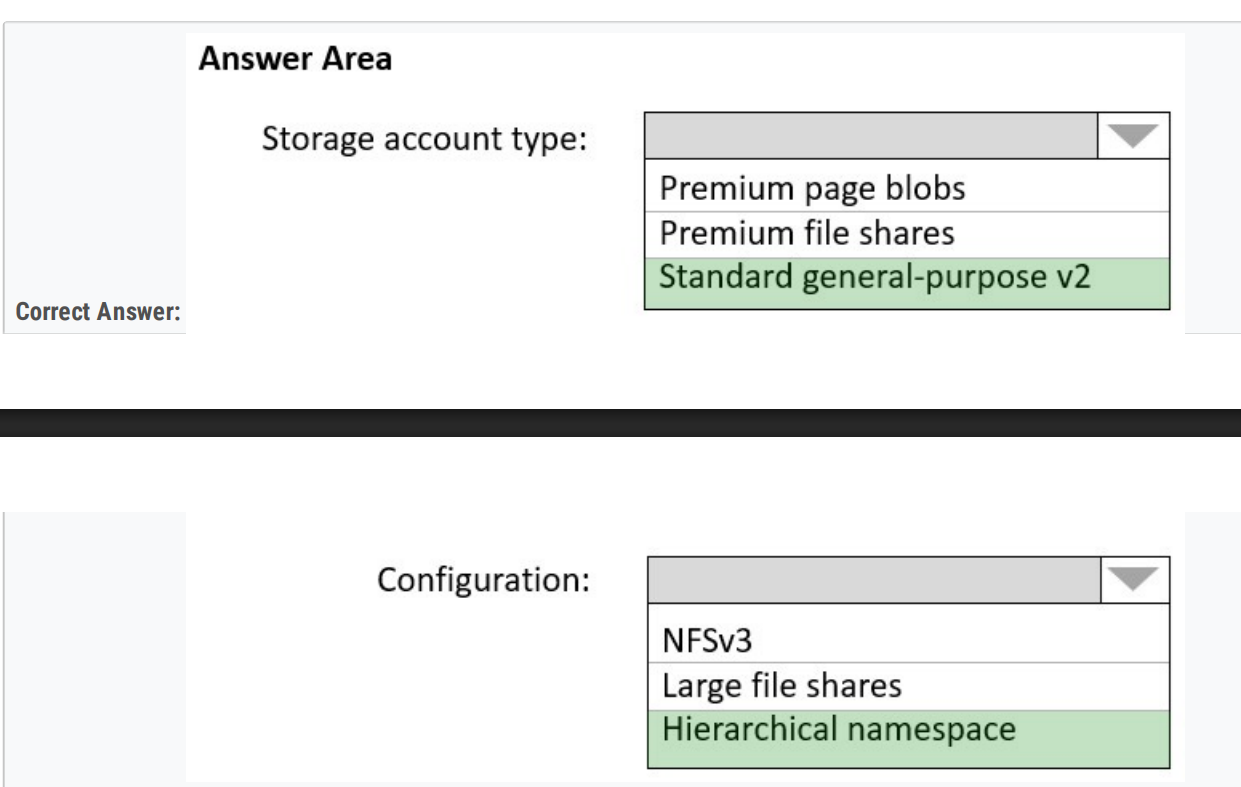 Answer Area
Storage account type:
Premium page blobs
Premium file shares
Standard general-purpose v2
Correct Answer:
Configuration:
NFSv3
Large file shares
Hierarchical namespace